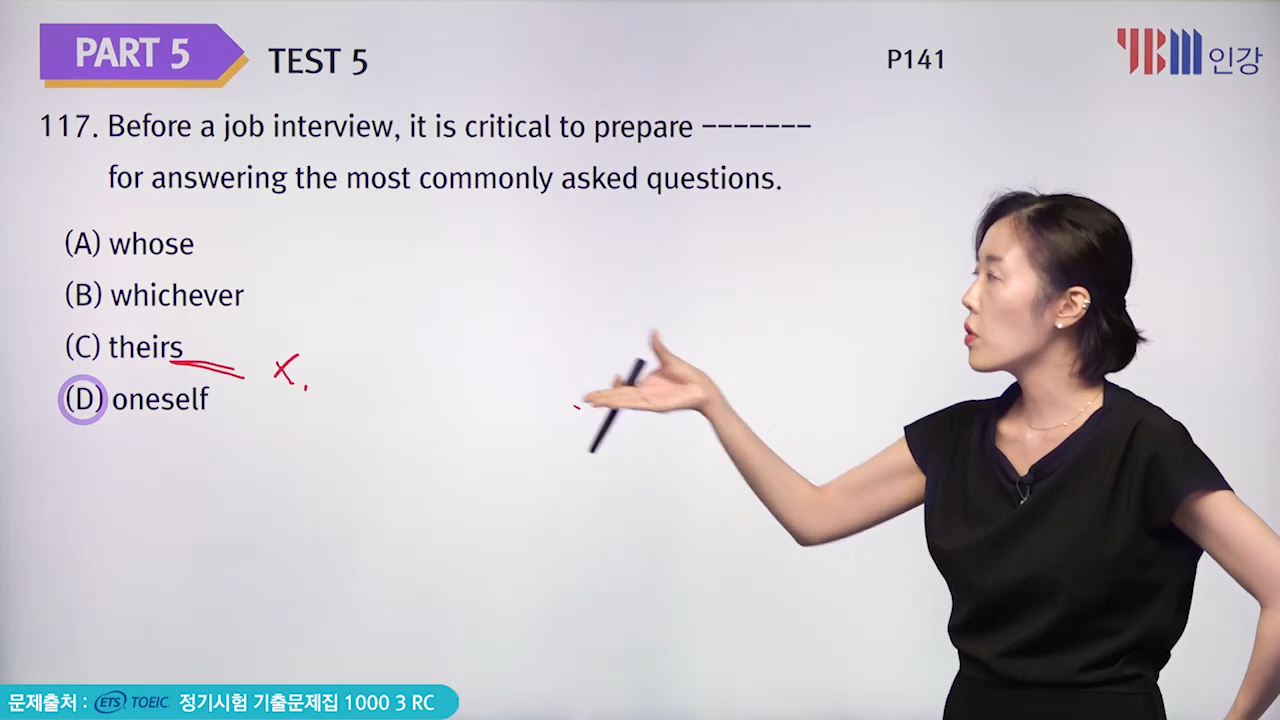 PART 5
TEST 5
P141
YBM 인강
117. Before a job interview, it is critical to prepare -------
for answering the most commonly asked questions.
(A) whose
(B) whichever
(C) theirs
X.
(D) oneself
문제출처 : ETS TOEIC 정기시험 기출문제집 1000 3 RC